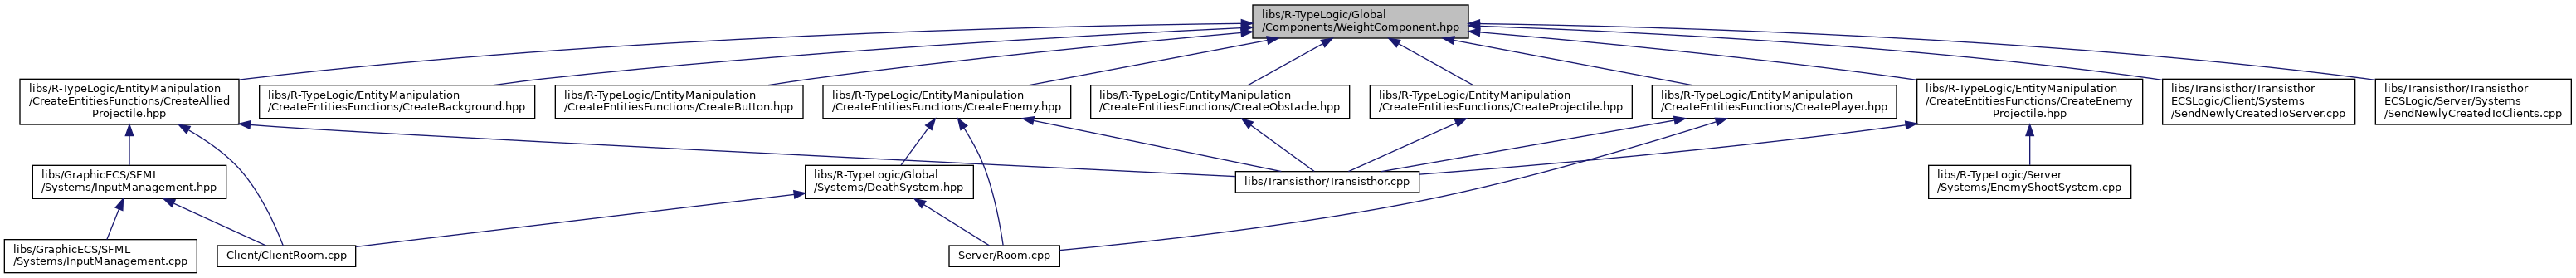 libs/R-TypeLogic/Global
/Components/WeightComponent.hpp
libs/R-TypeLogic/EntityManipulation
/CreateEntitiesFunctions/CreateAllied
Projectile.hpp
libs/R-TypeLogic/EntityManipulation
/CreateEntitiesFunctions/CreateBackground.hpp
libs/R-TypeLogic/EntityManipulation
/CreateEntitiesFunctions/CreateButton.hpp
libs/R-TypeLogic/EntityManipulation
/CreateEntitiesFunctions/CreateEnemy.hpp
libs/R-TypeLogic/EntityManipulation
/CreateEntitiesFunctions/CreateObstacle.hpp
libs/R-TypeLogic/EntityManipulation
/CreateEntitiesFunctions/CreateProjectile.hpp
libs/R-TypeLogic/EntityManipulation
/CreateEntitiesFunctions/CreatePlayer.hpp
libs/R-TypeLogic/EntityManipulation
/CreateEntitiesFunctions/CreateEnemy
Projectile.hpp
libs/Transisthor/Transisthor
ECSLogic/Client/Systems
/SendNewlyCreatedToServer.cpp
libs/Transisthor/Transisthor
ECSLogic/Server/Systems
/SendNewlyCreatedToClients.cpp
libs/GraphicECS/SFML
/Systems/InputManagement.hpp
libs/R-TypeLogic/Global
/Systems/DeathSystem.hpp
libs/Transisthor/Transisthor.cpp
libs/R-TypeLogic/Server
/Systems/EnemyShootSystem.cpp
libs/GraphicECS/SFML
/Systems/InputManagement.cpp
Client/ClientRoom.cpp
Server/Room.cpp